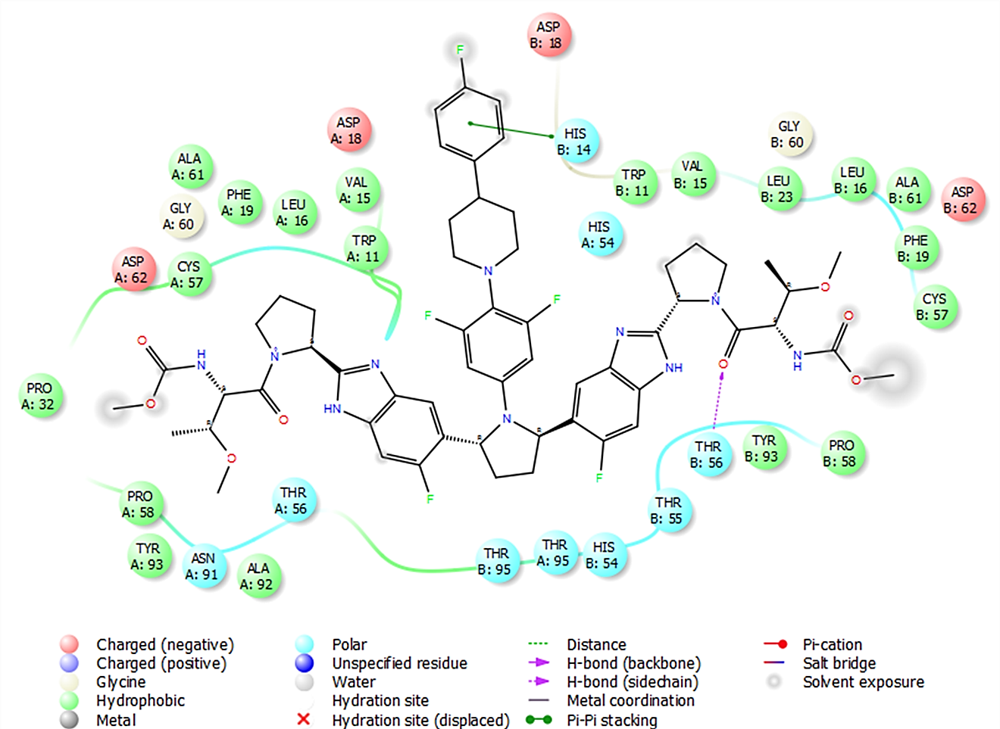 ASP
B: 18
F
ASP
A: 18
HIS
B: 14
GLY
B: 60
ALA
A: 61
PHE
A: 19
LEU
A: 16
VAL
A: 15
TRP
B: 11
VAL
B: 15
LEU
B: 23
LEU
B: 16
ALA
B: 61
ASP
B: 62
GLY
A: 60
HIS
A: 54
TRP
A: 11
PHE
B: 19
ASP
A: 62
CYS
A: 57
N
CYS
B: 57
F
F
O
N
O
O
N
NH
N
H
O
O
H
N
N
N
O
HN
O
N
O
F
F
PRO
A: 32
THR
B: 56
TYR
B: 93
PRO
B: 58
PRO
A: 58
THR
A: 56
THR
B: 55
TYR
A: 93
ASN
A: 91
ALA
A: 92
THR
B: 95
THR
A: 95
HIS
B: 54
Charged (negative)
Charged (positive)
Glycine
Hydrophobic
Metal
Polar
Unspecified residue
Water
Hydration site
Hydration site (displaced)
Distance
H-bond (backbone)
H-bond (sidechain)
Metal coordination
Pi-Pi stacking
Pi-cation
Salt bridge
Solvent exposure